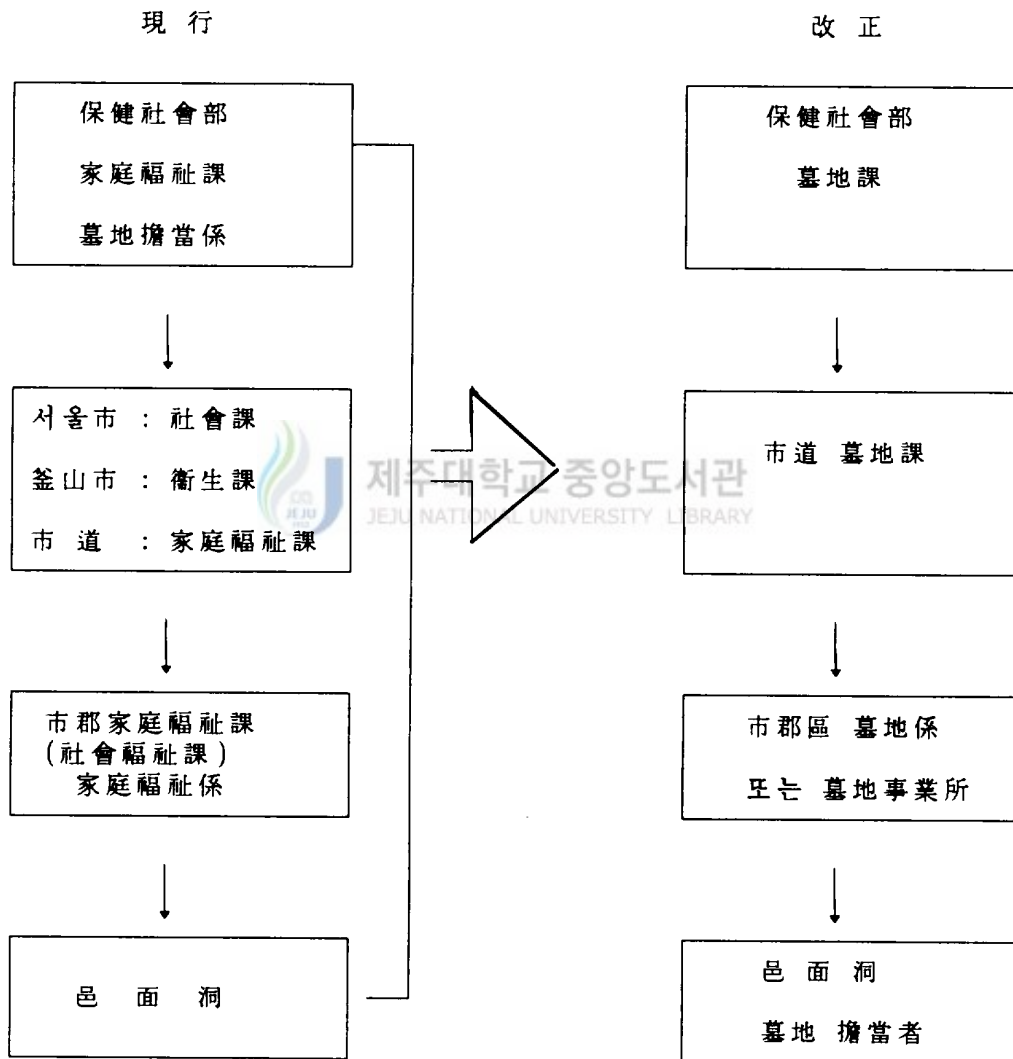 現 行
保健社會部
家庭福祉課
墓地擔當係
서울市 : 社會課
釜山市 : 衞生課
市 道 : 家庭福祉課
市郡家庭福祉課
(社會福祉課)
家庭福祉係
邑 面 洞
제주대학교 중앙도서관
JEJU NATIONAL UNIVERSITY LIBRARY
JEJU
改 正
保健社會部
墓地課
市道 墓地課
市郡區 墓地係
또는 墓地事業所
邑 面 洞
墓地 擔當者